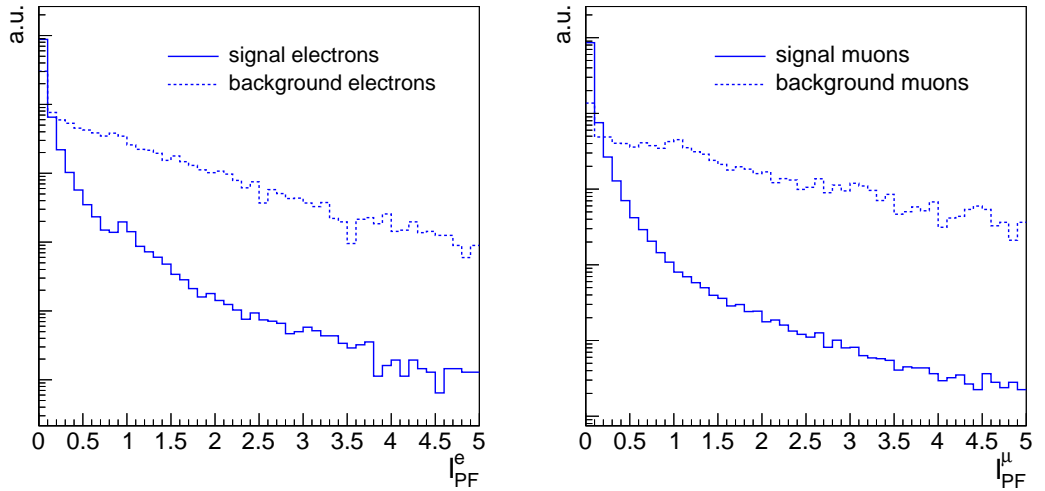 a.u.
signal electrons
background electrons
0 0.5 1 1.5 2 2.5 3 3.5 4 4.5 5
I_PF^e
a.u.
signal muons
background muons
0 0.5 1 1.5 2 2.5 3 3.5 4 4.5 5
I_PF^μ